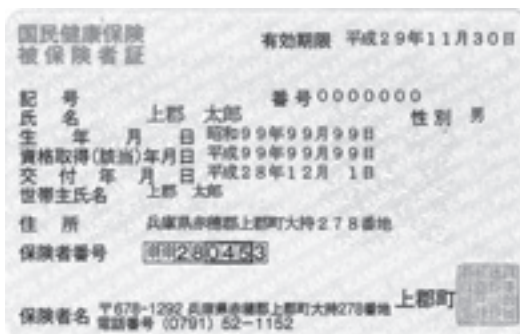 国民健康保険
被保険者証
有効期限 平成29年11月30日
記号 番号0000000
氏名 上郡 太郎 性別 男
生年月日 昭和99年99月99日
資格取得(該当)年月日 平成99年99月99日
交付年月日 平成28年12月 1日
世帯主氏名 上郡 太郎
住所 兵庫県赤穂郡上郡町大持278番地
保険者番号 280453
保険者名 〒678-1292 兵庫県赤穂郡上郡町大持278番地 上郡町
電話番号 (0791) 52-1152